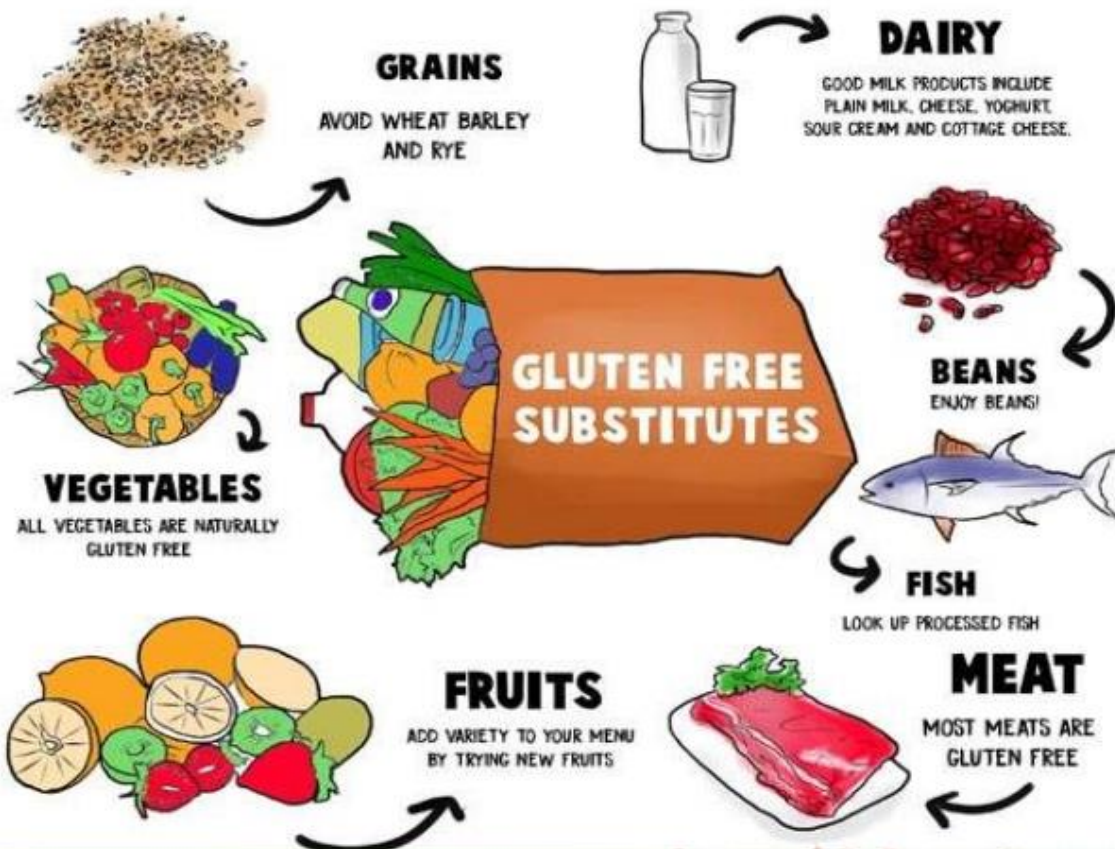 GRAINS
AVOID WHEAT BARLEY
AND RYE
DAIRY
GOOD MILK PRODUCTS INCLUDE
PLAIN MILK, CHEESE, YOGHURT,
SOUR CREAM AND COTTAGE CHEESE.
GLUTEN FREE
SUBSTITUTES
BEANS
ENJOY BEANS!
VEGETABLES
ALL VEGETABLES ARE NATURALLY
GLUTEN FREE
FISH
LOOK UP PROCESSED FISH
FRUITS
ADD VARIETY TO YOUR MENU
BY TRYING NEW FRUITS
MEAT
MOST MEATS ARE
GLUTEN FREE